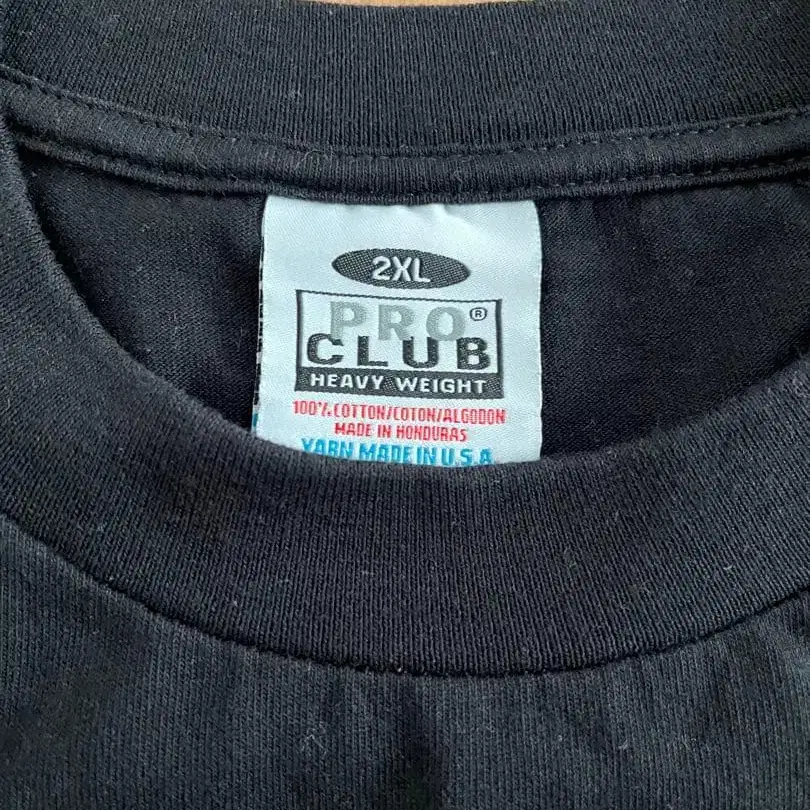 2XL
PRO®
CLUB
HEAVY WEIGHT
100% COTTON/COTON/ALGODON
MADE IN HONDURAS
YARN MADE IN U.S.A